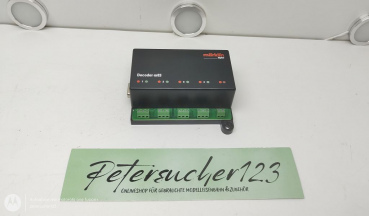 märklin
Decoder m83
Petersucher123
ONLINESHOP FÜR GEBRAUCHTE MODELLEISENBAHN & ZUBEHÖR